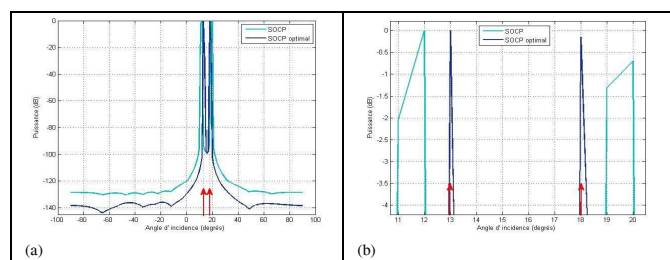 SOCP
SOCP optimal
Puissance (dB)
0
-20
-40
-60
-80
-100
-120
-140
-100 -80 -60 -40 -20 0 20 40 60 80 100
Angle d' incidence (degrés)
(a)
SOCP
SOCP optimal
Puissance (dB)
0
-0.5
-1
-1.5
-2
-2.5
-3
-3.5
-4
11 12 13 14 15 16 17 18 19 20
Angle d' incidence (degrés)
(b)